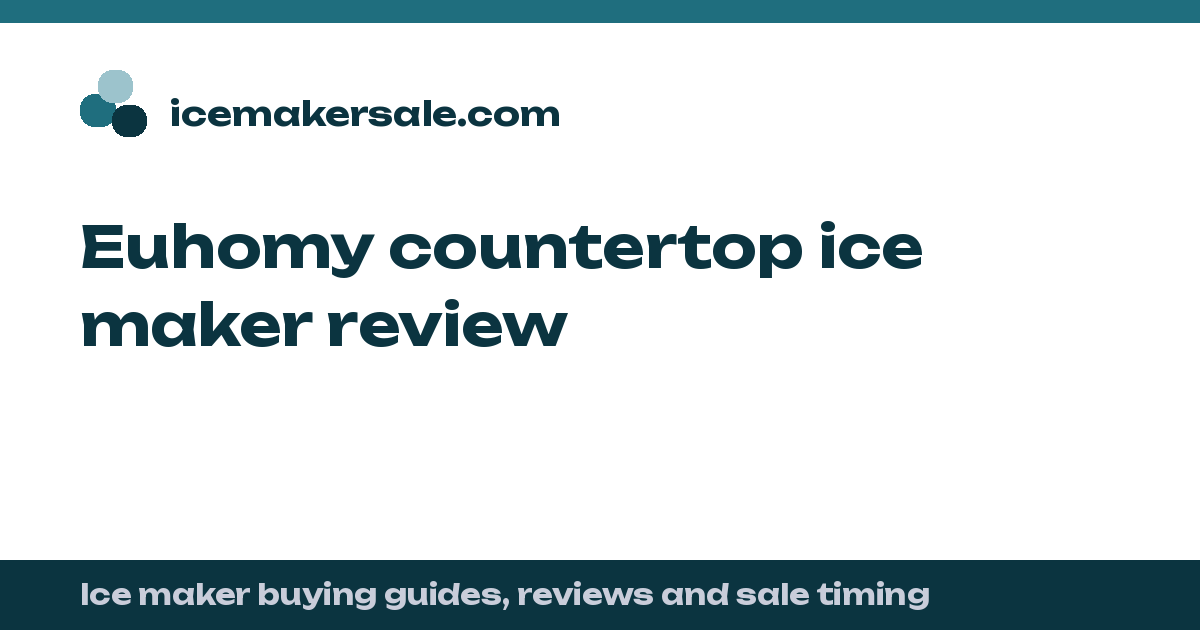 icemakersale.com
Euhomy countertop ice
maker review
Ice maker buying guides, reviews and sale timing